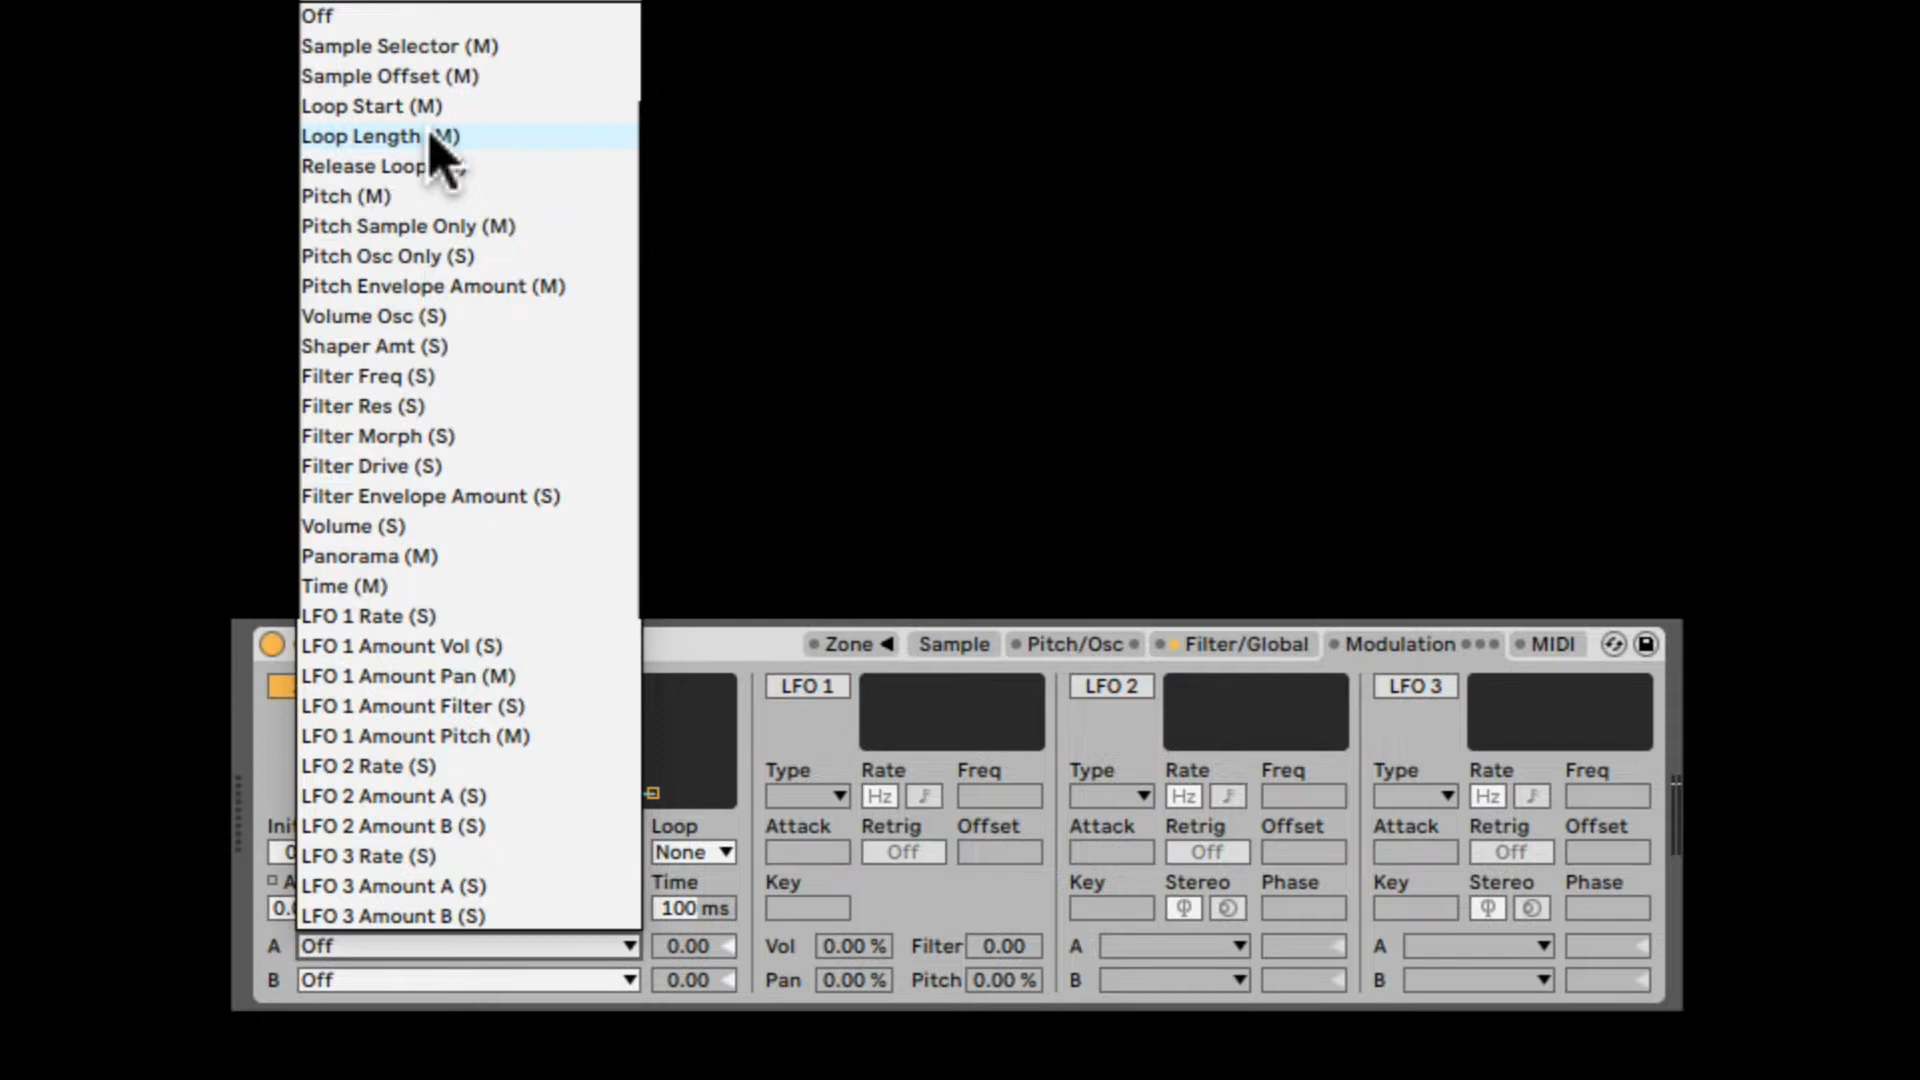 Off
Sample Selector (M)
Sample Offset (M)
Loop Start (M)
Loop Length (M)
Release Loop
Pitch (M)
Pitch Sample Only (M)
Pitch Osc Only (S)
Pitch Envelope Amount (M)
Volume Osc (S)
Shaper Amt (S)
Filter Freq (S)
Filter Res (S)
Filter Morph (S)
Filter Drive (S)
Filter Envelope Amount (S)
Volume (S)
Panorama (M)
Time (M)
LFO 1 Rate (S)
LFO 1 Amount Vol (S)
LFO 1 Amount Pan (M)
LFO 1 Amount Filter (S)
LFO 1 Amount Pitch (M)
LFO 2 Rate (S)
LFO 2 Amount A (S)
LFO 2 Amount B (S)
LFO 3 Rate (S)
LFO 3 Amount A (S)
LFO 3 Amount B (S)
Zone Sample Pitch/Osc Filter/Global Modulation MIDI
LFO 1 LFO 2 LFO 3
Type Rate Freq Type Rate Freq Type Rate Freq
Hz Hz Hz
Loop Attack Retrig Offset Attack Retrig Offset Attack Retrig Offset
None Off Off Off
Time Key Key Stereo Phase Key Stereo Phase
100 ms
A Off 0.00 Vol 0.00 % Filter 0.00 A A
B Off 0.00 Pan 0.00 % Pitch 0.00 % B B